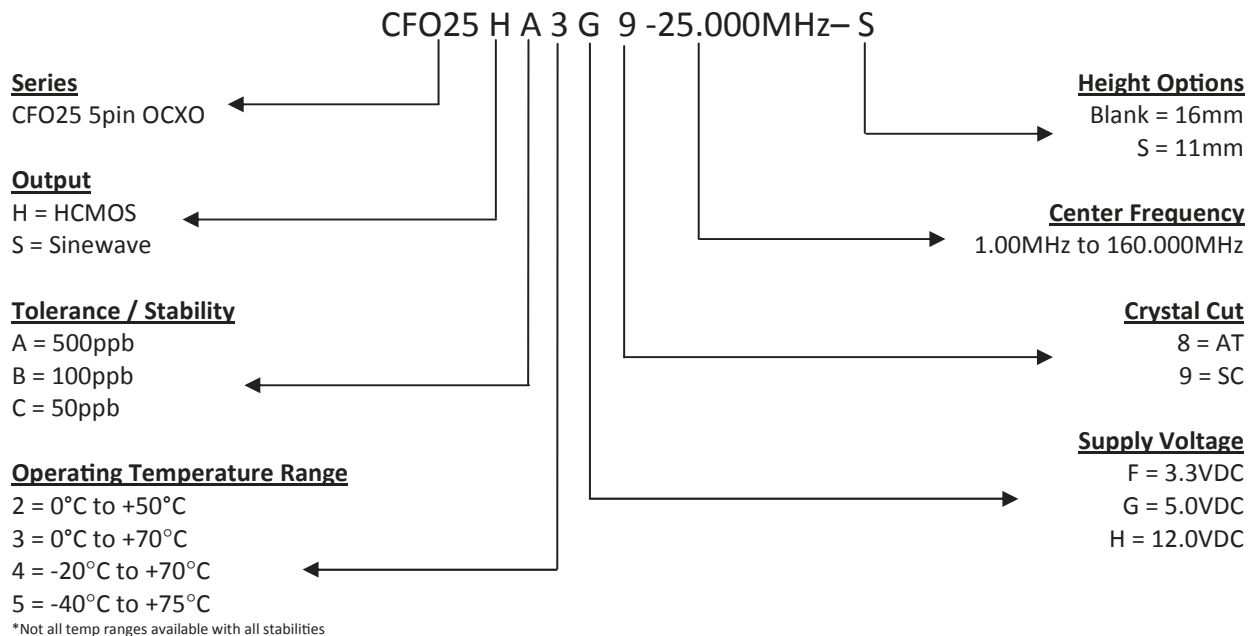 CFO25 H A 3 G 9 -25.000MHz– S
Series
CFO25 5pin OCXO
Output
H = HCMOS
S = Sinewave
Tolerance / Stability
A = 500ppb
B = 100ppb
C = 50ppb
Operating Temperature Range
2 = 0°C to +50°C
3 = 0°C to +70°C
4 = -20°C to +70°C
5 = -40°C to +75°C
*Not all temp ranges available with all stabilities
Height Options
Blank = 16mm
S = 11mm
Center Frequency
1.00MHz to 160.000MHz
Crystal Cut
8 = AT
9 = SC
Supply Voltage
F = 3.3VDC
G = 5.0VDC
H = 12.0VDC